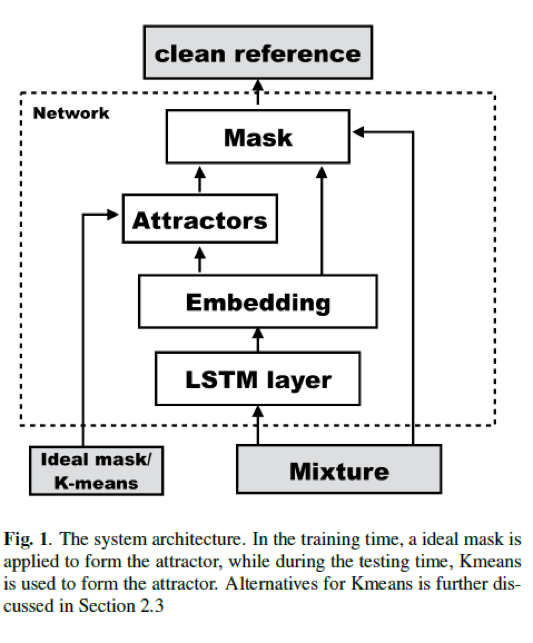 clean reference
Network
Mask
Attractors
Embedding
LSTM layer
Ideal mask/
K-means
Mixture
Fig. 1. The system architecture. In the training time, a ideal mask is
applied to form the attractor, while during the testing time, Kmeans
is used to form the attractor. Alternatives for Kmeans is further dis-
cussed in Section 2.3